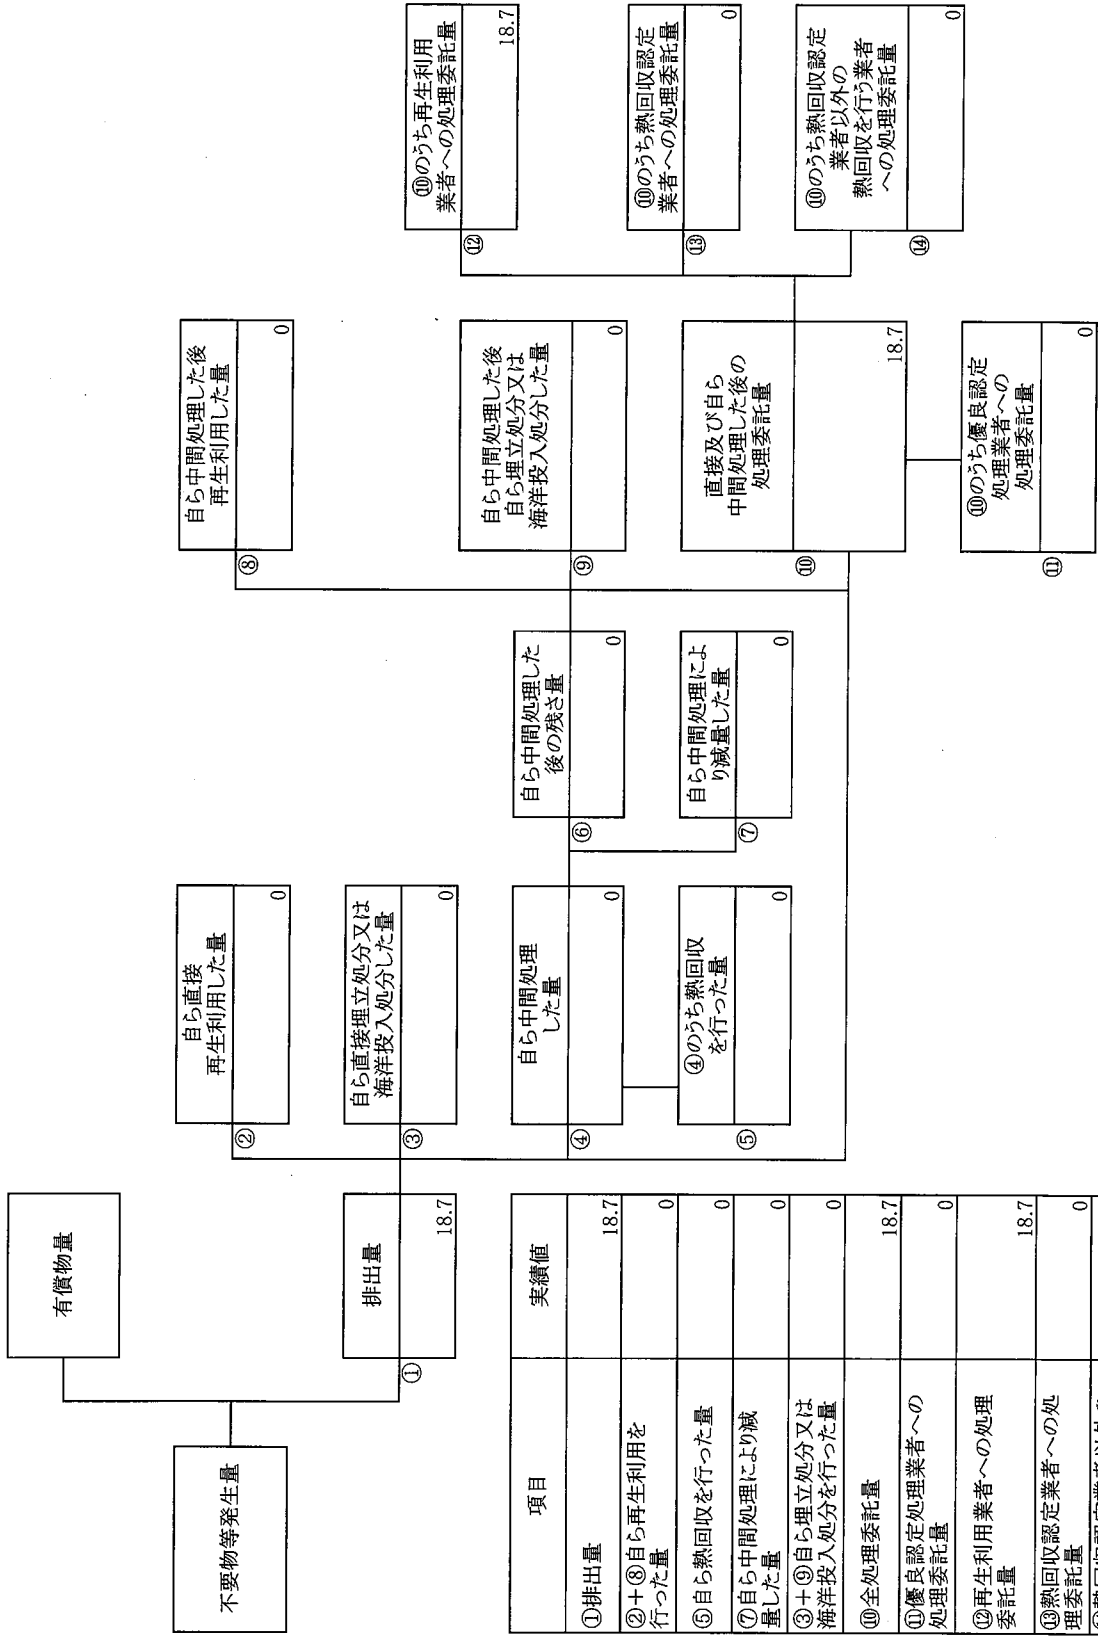 不要物等発生量
有償物量
排出量
①
18.7
自ら直接
再生利用した量
②
0
自ら直接埋立処分又は
海洋投入処分した量
③
0
自ら中間処理
した量
④
0
④のうち熱回収
を行った量
⑤
0
自ら中間処理した
後の残さ量
⑥
0
自ら中間処理によ
り減量した量
⑦
0
自ら中間処理した後
再生利用した量
⑧
0
自ら中間処理した後
自ら埋立処分又は
海洋投入処分した量
⑨
0
直接及び自ら
中間処理した後の
処理委託量
⑩
18.7
⑩のうち優良認定
処理業者への
処理委託量
⑪
0
⑩のうち再生利用
業者への処理委託量
⑫
18.7
⑩のうち熱回収認定
業者への処理委託量
⑬
0
⑩のうち熱回収認定
業者以外の
熱回収を行う業者
への処理委託量
⑭
0
項目 実績値
①排出量 18.7
②+⑧自ら再生利用を
行った量 0
⑤自ら熱回収を行った量 0
⑦自ら中間処理により減
量した量 0
③+⑨自ら埋立処分又は
海洋投入処分を行った量 0
⑩全処理委託量 18.7
⑪優良認定処理業者への
処理委託量 0
⑫再生利用業者への処理
委託量 18.7
⑬熱回収認定業者への処
理委託量 0